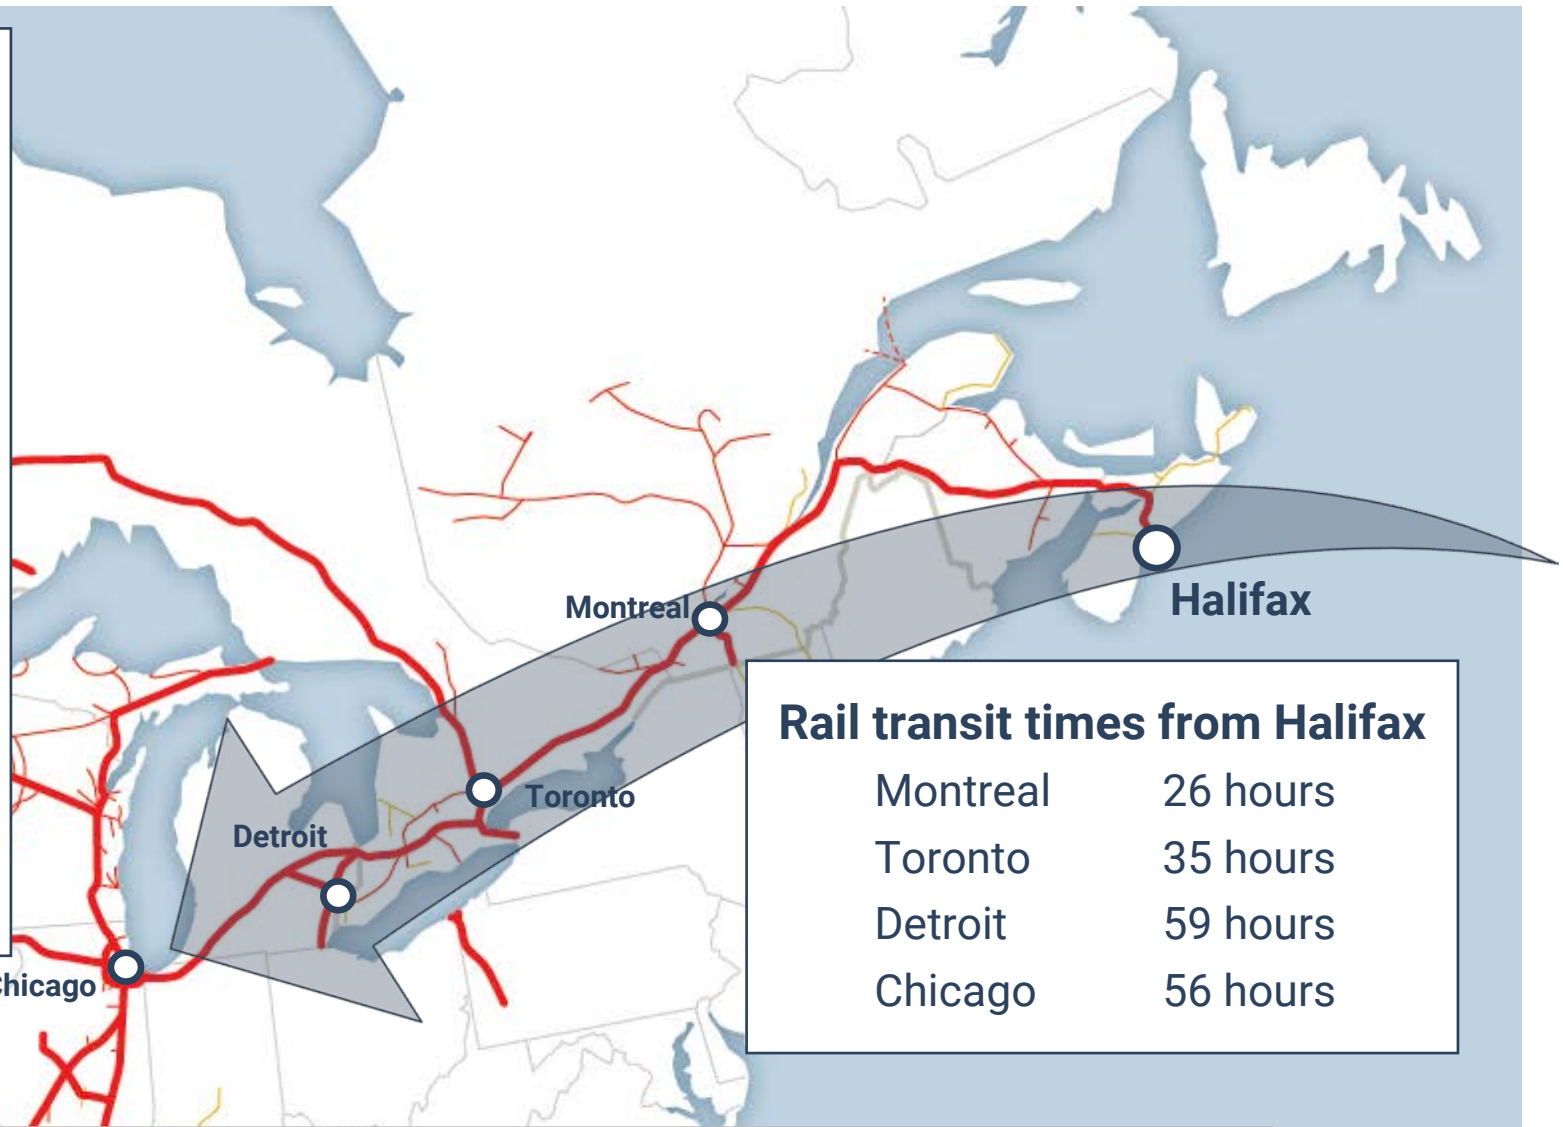 Montreal
Halifax
Toronto
Detroit
Chicago
Rail transit times from Halifax
Montreal 26 hours
Toronto 35 hours
Detroit 59 hours
Chicago 56 hours